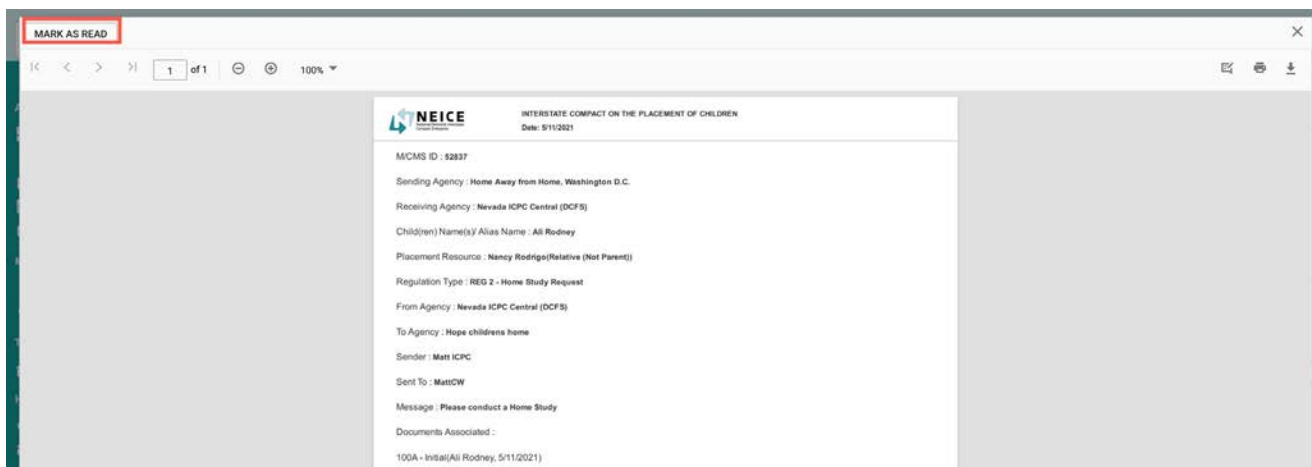 MARK AS READ
1 of 1 100%
NEICE
INTERSTATE COMPACT ON THE PLACEMENT OF CHILDREN
Date: 5/11/2021
M/CMS ID : 52837
Sending Agency : Home Away from Home, Washington D.C.
Receiving Agency : Nevada ICPC Central (DCFS)
Child(ren) Name(s)/ Alias Name : Ali Rodney
Placement Resource : Nancy Rodrigo(Relative (Not Parent))
Regulation Type : REG 2 - Home Study Request
From Agency : Nevada ICPC Central (DCFS)
To Agency : Hope childrens home
Sender : Matt ICPC
Sent To : MattCW
Message : Please conduct a Home Study
Documents Associated :
100A - Initial(Ali Rodney, 5/11/2021)